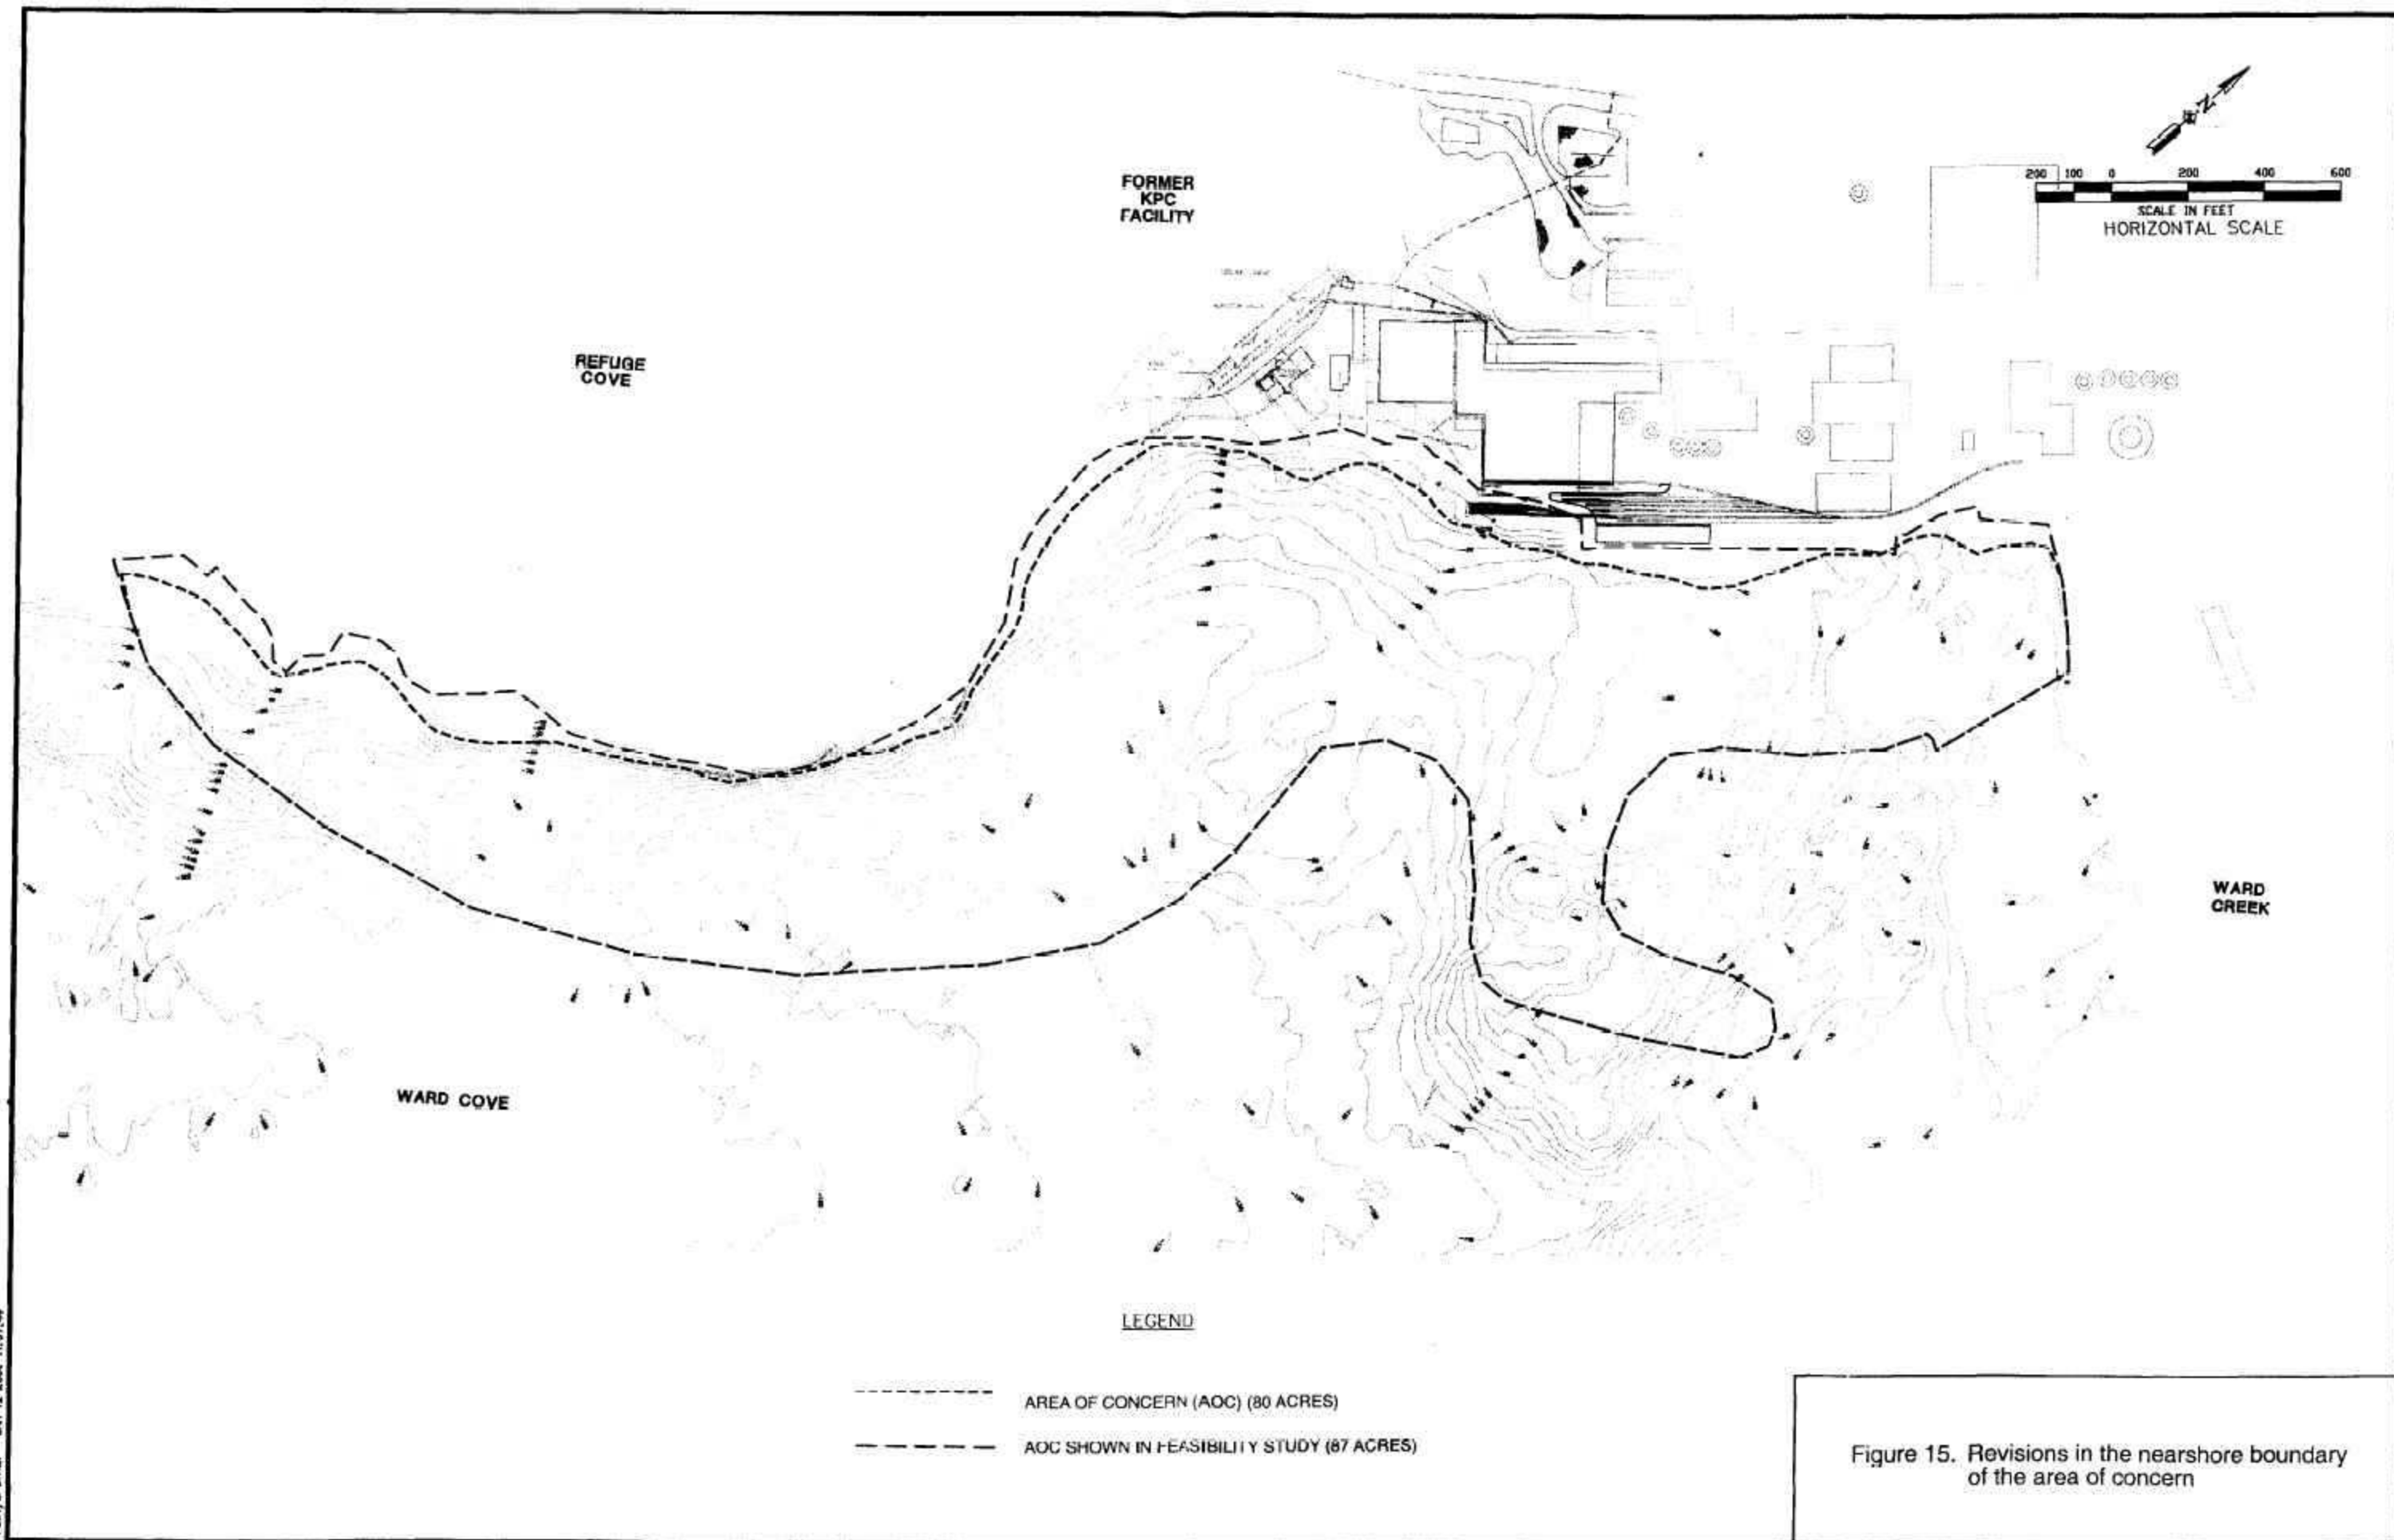 N
200 100 0 200 400 600
SCALE IN FEET
HORIZONTAL SCALE
FORMER
KPC
FACILITY
REFUGE
COVE
WARD
CREEK
WARD COVE
LEGEND
AREA OF CONCERN (AOC) (80 ACRES)
AOC SHOWN IN FEASIBILITY STUDY (87 ACRES)
Figure 15. Revisions in the nearshore boundary
of the area of concern